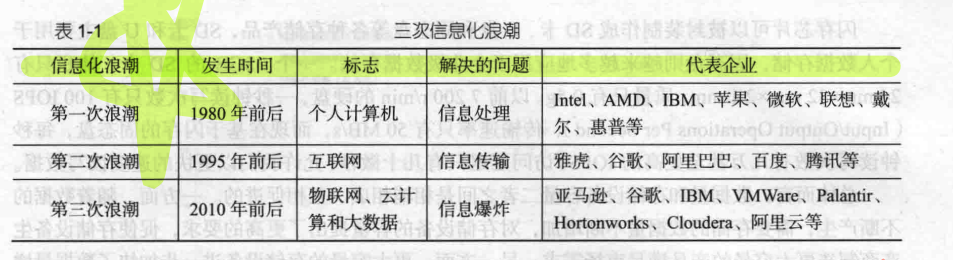 表 1-1 三次信息化浪潮
信息化浪潮 发生时间 标志 解决的问题 代表企业
第一次浪潮 1980 年前后 个人计算机 信息处理 Intel、AMD、IBM、苹果、微软、联想、戴
尔、惠普等
第二次浪潮 1995 年前后 互联网 信息传输 雅虎、谷歌、阿里巴巴、百度、腾讯等
第三次浪潮 2010 年前后 物联网、云计 信息爆炸 亚马逊、谷歌、IBM、VMWare、Palantir、
算和大数据 Hortonworks、Cloudera、阿里云等